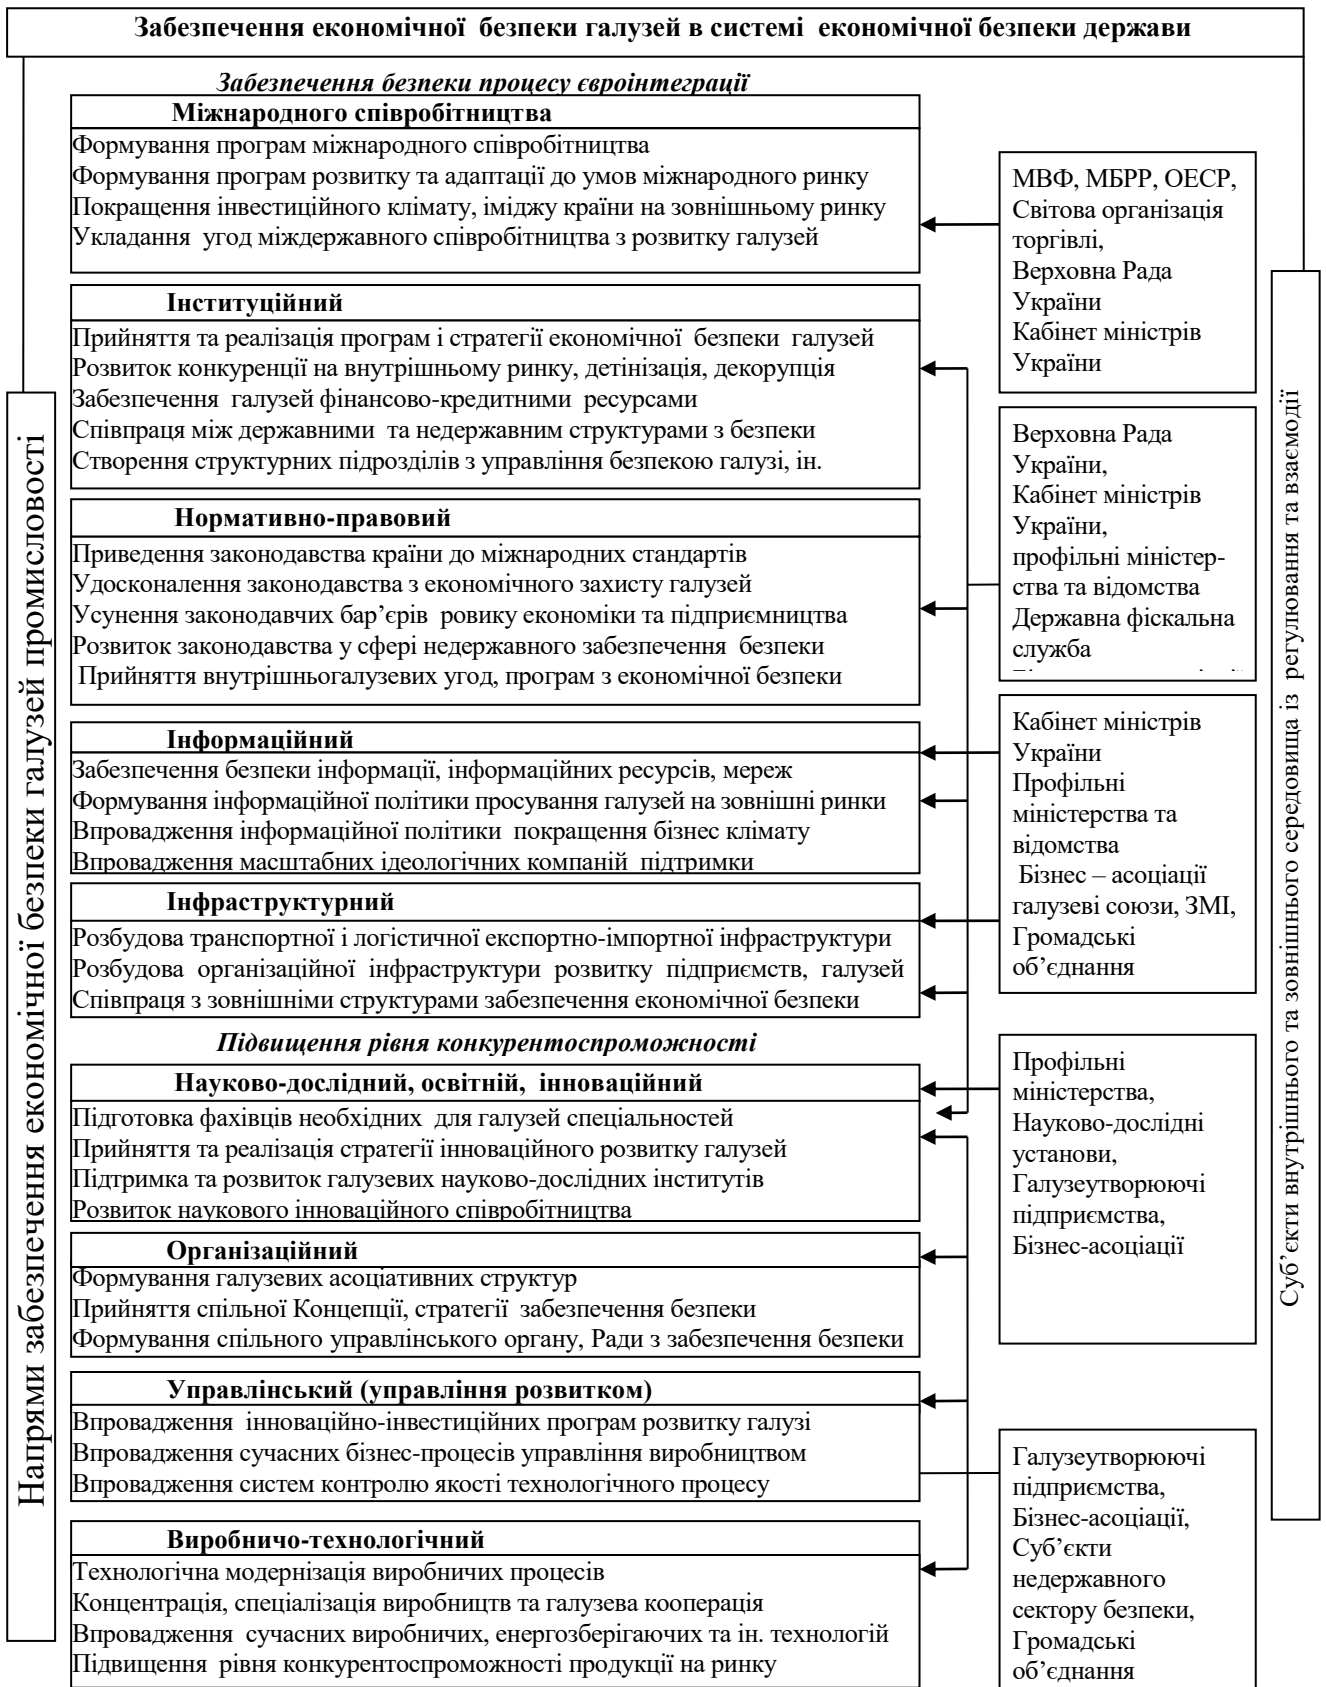 Забезпечення економічної безпеки галузей в системі економічної безпеки держави
Забезпечення безпеки процесу євроінтеграції
Міжнародного співробітництва
Формування програм міжнародного співробітництва
Формування програм розвитку та адаптації до умов міжнародного ринку
Покращення інвестиційного клімату, іміджу країни на зовнішньому ринку
Укладання угод міждержавного співробітництва з розвитку галузей
Інституційний
Прийняття та реалізація програм і стратегії економічної безпеки галузей
Розвиток конкуренції на внутрішньому ринку, детінізація, декорупція
Забезпечення галузей фінансово-кредитними ресурсами
Співпраця між державними та недержавним структурами з безпеки
Створення структурних підрозділів з управління безпекою галузі, ін.
Нормативно-правовий
Приведення законодавства країни до міжнародних стандартів
Удосконалення законодавства з економічного захисту галузей
Усунення законодавчих бар’єрів ровику економіки та підприємництва
Розвиток законодавства у сфері недержавного забезпечення безпеки
Прийняття внутрішньогалузевих угод, програм з економічної безпеки
Інформаційний
Забезпечення безпеки інформації, інформаційних ресурсів, мереж
Формування інформаційної політики просування галузей на зовнішні ринки
Впровадження інформаційної політики покращення бізнес клімату
Впровадження масштабних ідеологічних компаній підтримки
Інфраструктурний
Розбудова транспортної і логістичної експортно-імпортної інфраструктури
Розбудова організаційної інфраструктури розвитку підприємств, галузей
Співпраця з зовнішніми структурами забезпечення економічної безпеки
Підвищення рівня конкурентоспроможності
Науково-дослідний, освітній, інноваційний
Підготовка фахівців необхідних для галузей спеціальностей
Прийняття та реалізація стратегії інноваційного розвитку галузей
Підтримка та розвиток галузевих науково-дослідних інститутів
Розвиток наукового інноваційного співробітництва
Організаційний
Формування галузевих асоціативних структур
Прийняття спільної Концепції, стратегії забезпечення безпеки
Формування спільного управлінського органу, Ради з забезпечення безпеки
Управлінський (управління розвитком)
Впровадження інноваційно-інвестиційних програм розвитку галузі
Впровадження сучасних бізнес-процесів управління виробництвом
Впровадження систем контролю якості технологічного процесу
Виробничо-технологічний
Технологічна модернізація виробничих процесів
Концентрація, спеціалізація виробництв та галузева кооперація
Впровадження сучасних виробничих, енергозберігаючих та ін. технологій
Підвищення рівня конкурентоспроможності продукції на ринку
Напрями забезпечення економічної безпеки галузей промисловості
МВФ, МБРР, ОЕСР,
Світова організація
торгівлі,
Верховна Рада
України
Кабінет міністрів
України
Верховна Рада
України,
Кабінет міністрів
України,
профільні міністер-
ства та відомства
Державна фіскальна
служба
Кабінет міністрів
України
Профільні
міністерства та
відомства
Бізнес – асоціації
галузеві союзи, ЗМІ,
Громадські
об’єднання
Профільні
міністерства,
Науково-дослідні
установи,
Галузеутворюючі
підприємства,
Бізнес-асоціації
Галузеутворюючі
підприємства,
Бізнес-асоціації,
Суб’єкти
недержавного
сектору безпеки,
Громадські
об’єднання
Суб’єкти внутрішнього та зовнішнього середовища із регулювання та взаємодії